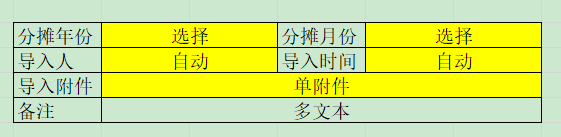 分摊年份 选择 分摊月份 选择
导入人 自动 导入时间 自动
导入附件 单附件
备注 多文本